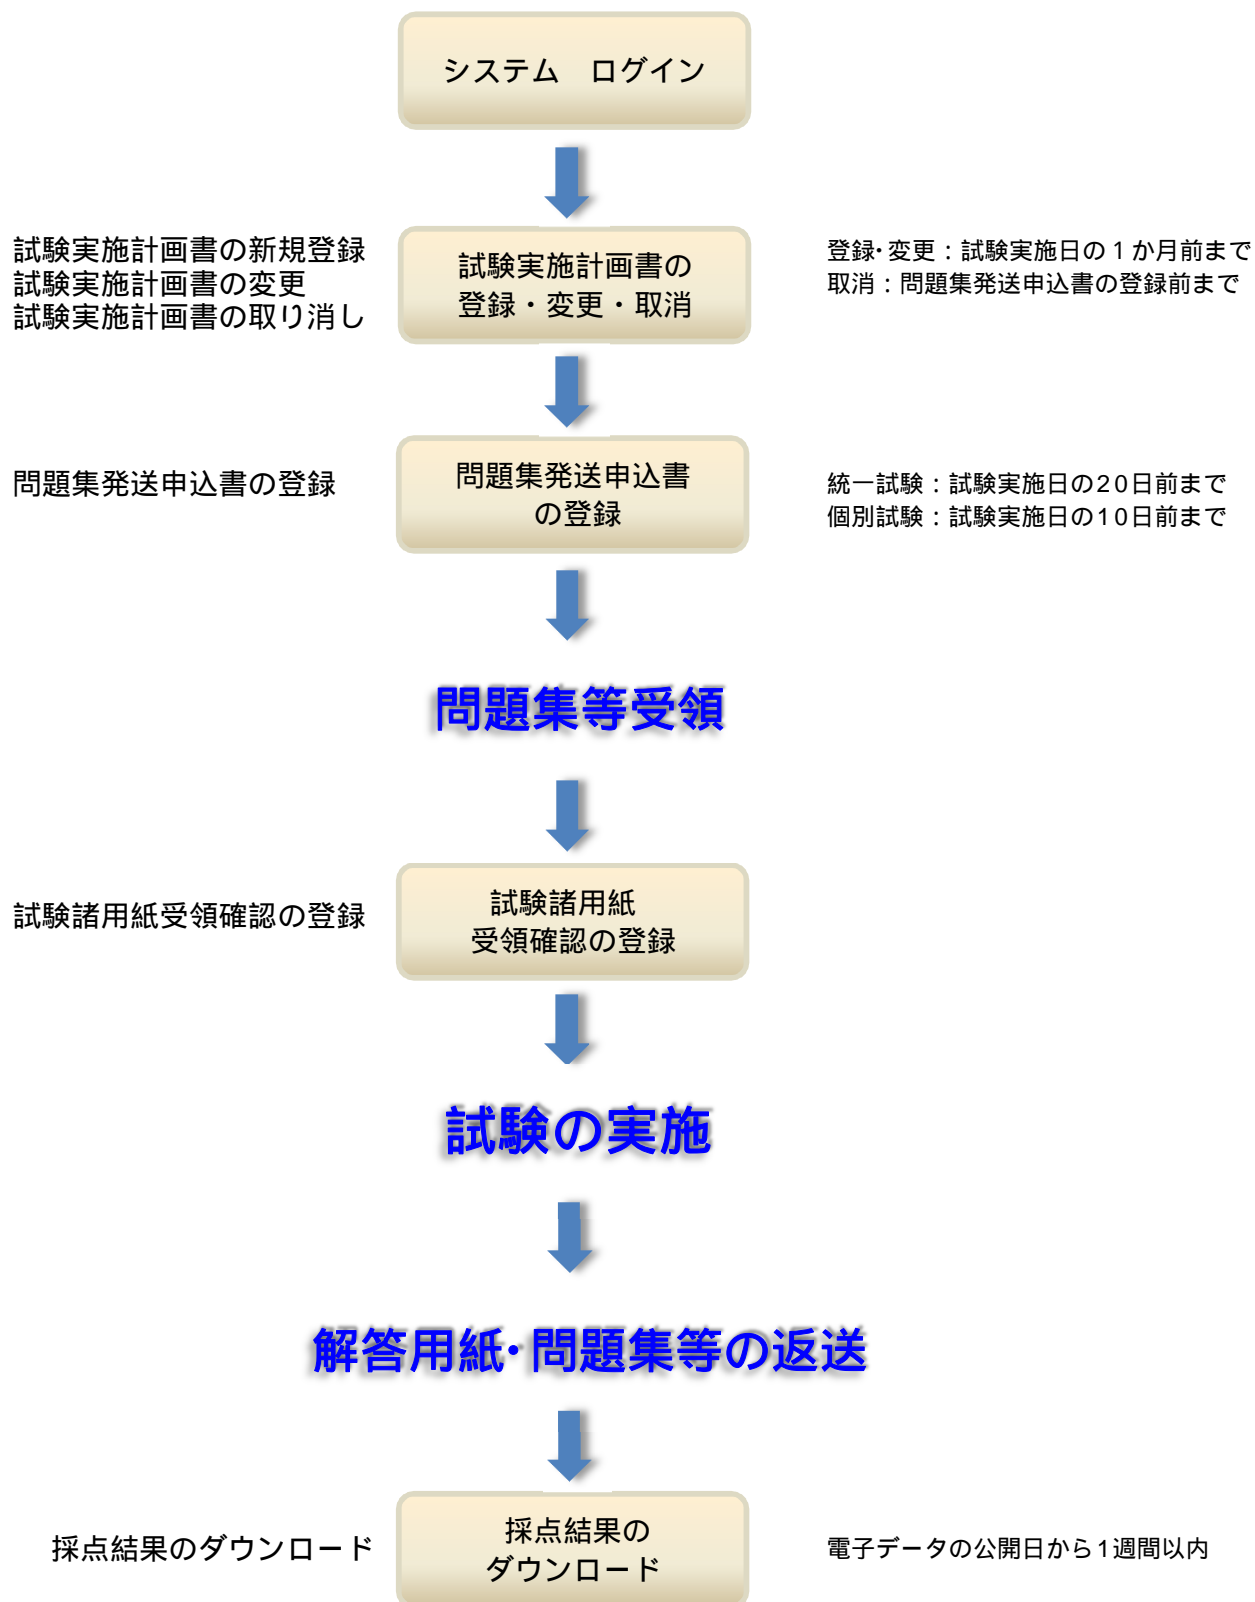 システム　ログイン
試験実施計画書の新規登録
試験実施計画書の変更
試験実施計画書の取り消し
試験実施計画書の
登録・変更・取消
登録・変更：試験実施日の１か月前まで
取消：問題集発送申込書の登録前まで
問題集発送申込書の登録
問題集発送申込書
の登録
統一試験：試験実施日の20日前まで
個別試験：試験実施日の10日前まで
問題集等受領
試験諸用紙受領確認の登録
試験諸用紙
受領確認の登録
試験の実施
解答用紙・問題集等の返送
採点結果のダウンロード
採点結果の
ダウンロード
電子データの公開日から1週間以内